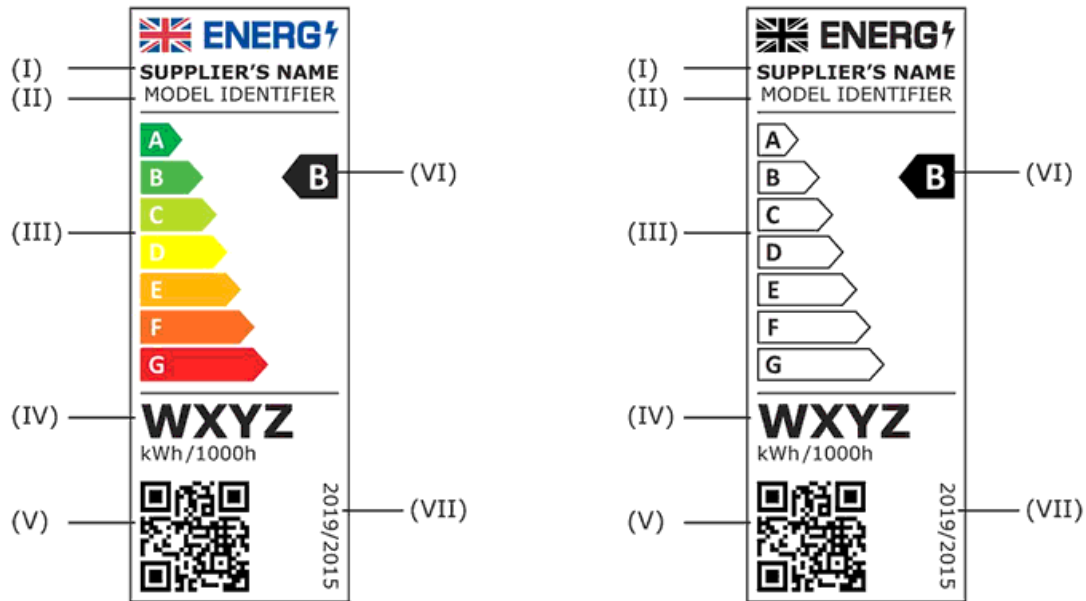 ENERG
(I) SUPPLIER'S NAME
(II) MODEL IDENTIFIER
A
B B (VI)
C
(III)
D
E
F
G
(IV) WXYZ
kWh/1000h
(V) 2019/2015 (VII)
ENERG
(I) SUPPLIER'S NAME
(II) MODEL IDENTIFIER
A
B B (VI)
C
(III)
D
E
F
G
(IV) WXYZ
kWh/1000h
(V) 2019/2015 (VII)